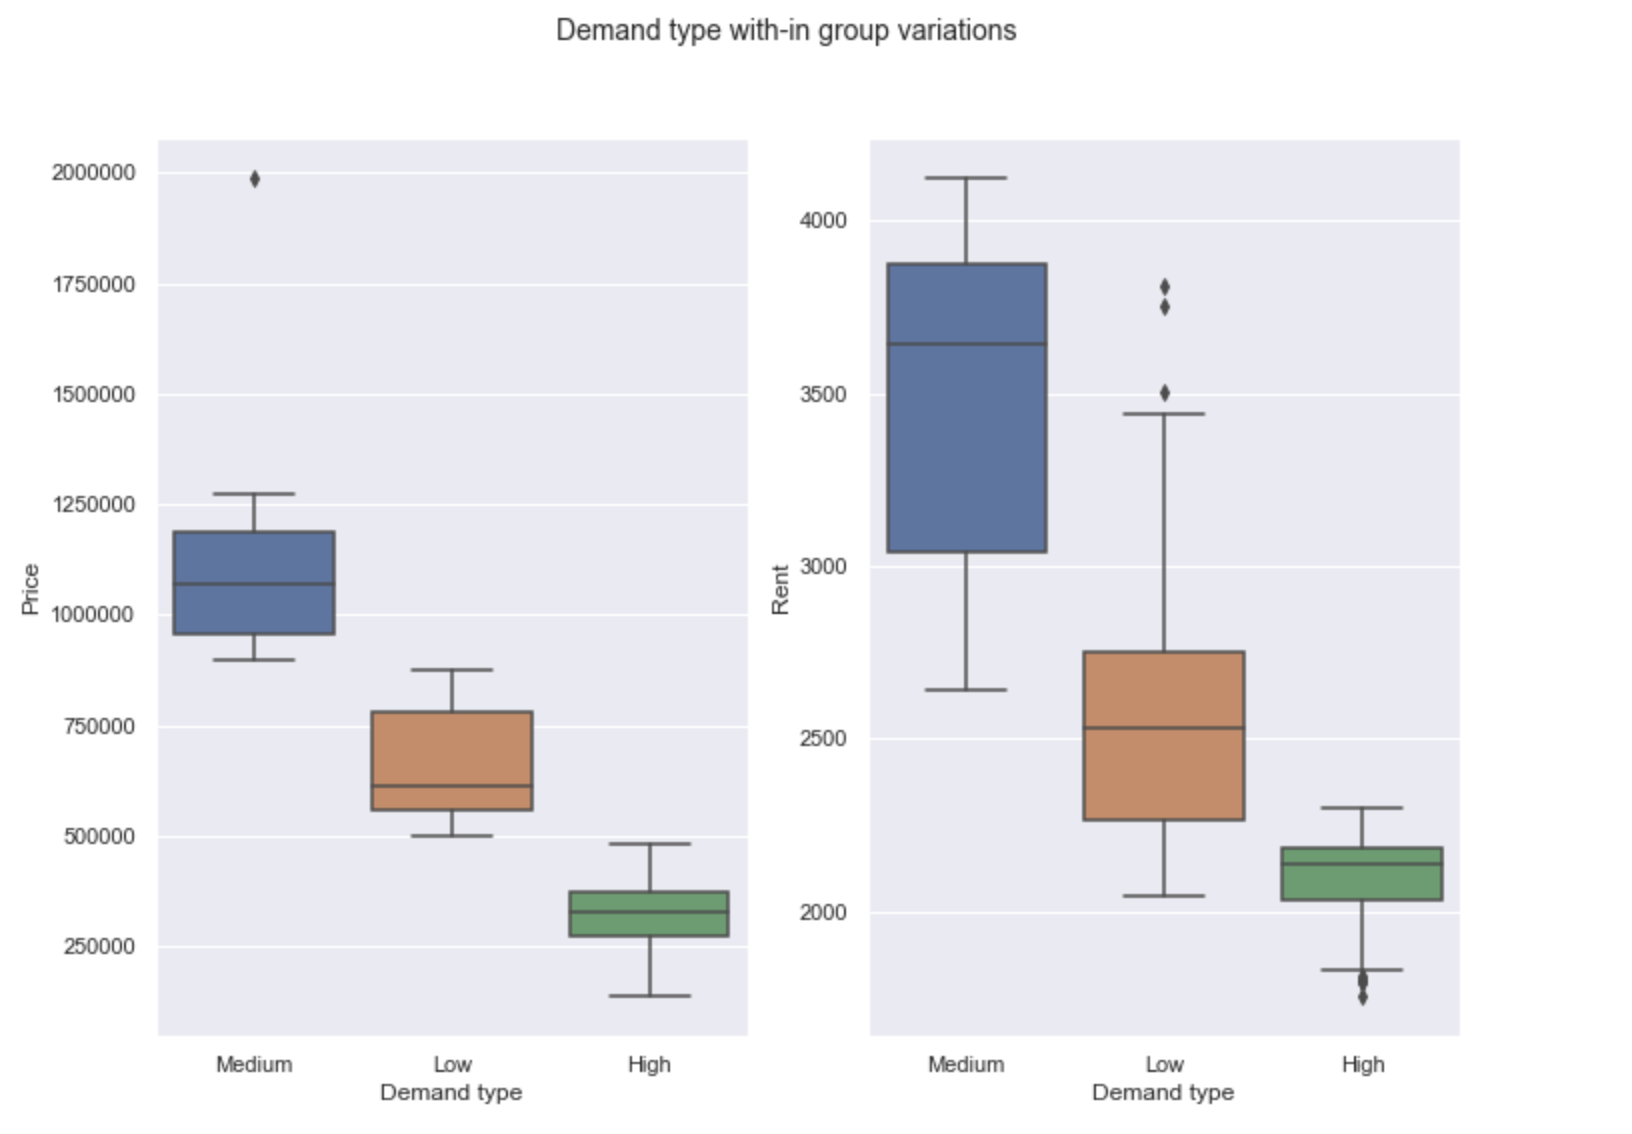 Demand type with-in group variations
2000000
1750000
1500000
1250000
1000000
750000
500000
250000
Price
Medium Low High
Demand type
4000
3500
3000
2500
2000
Rent
Medium Low High
Demand type